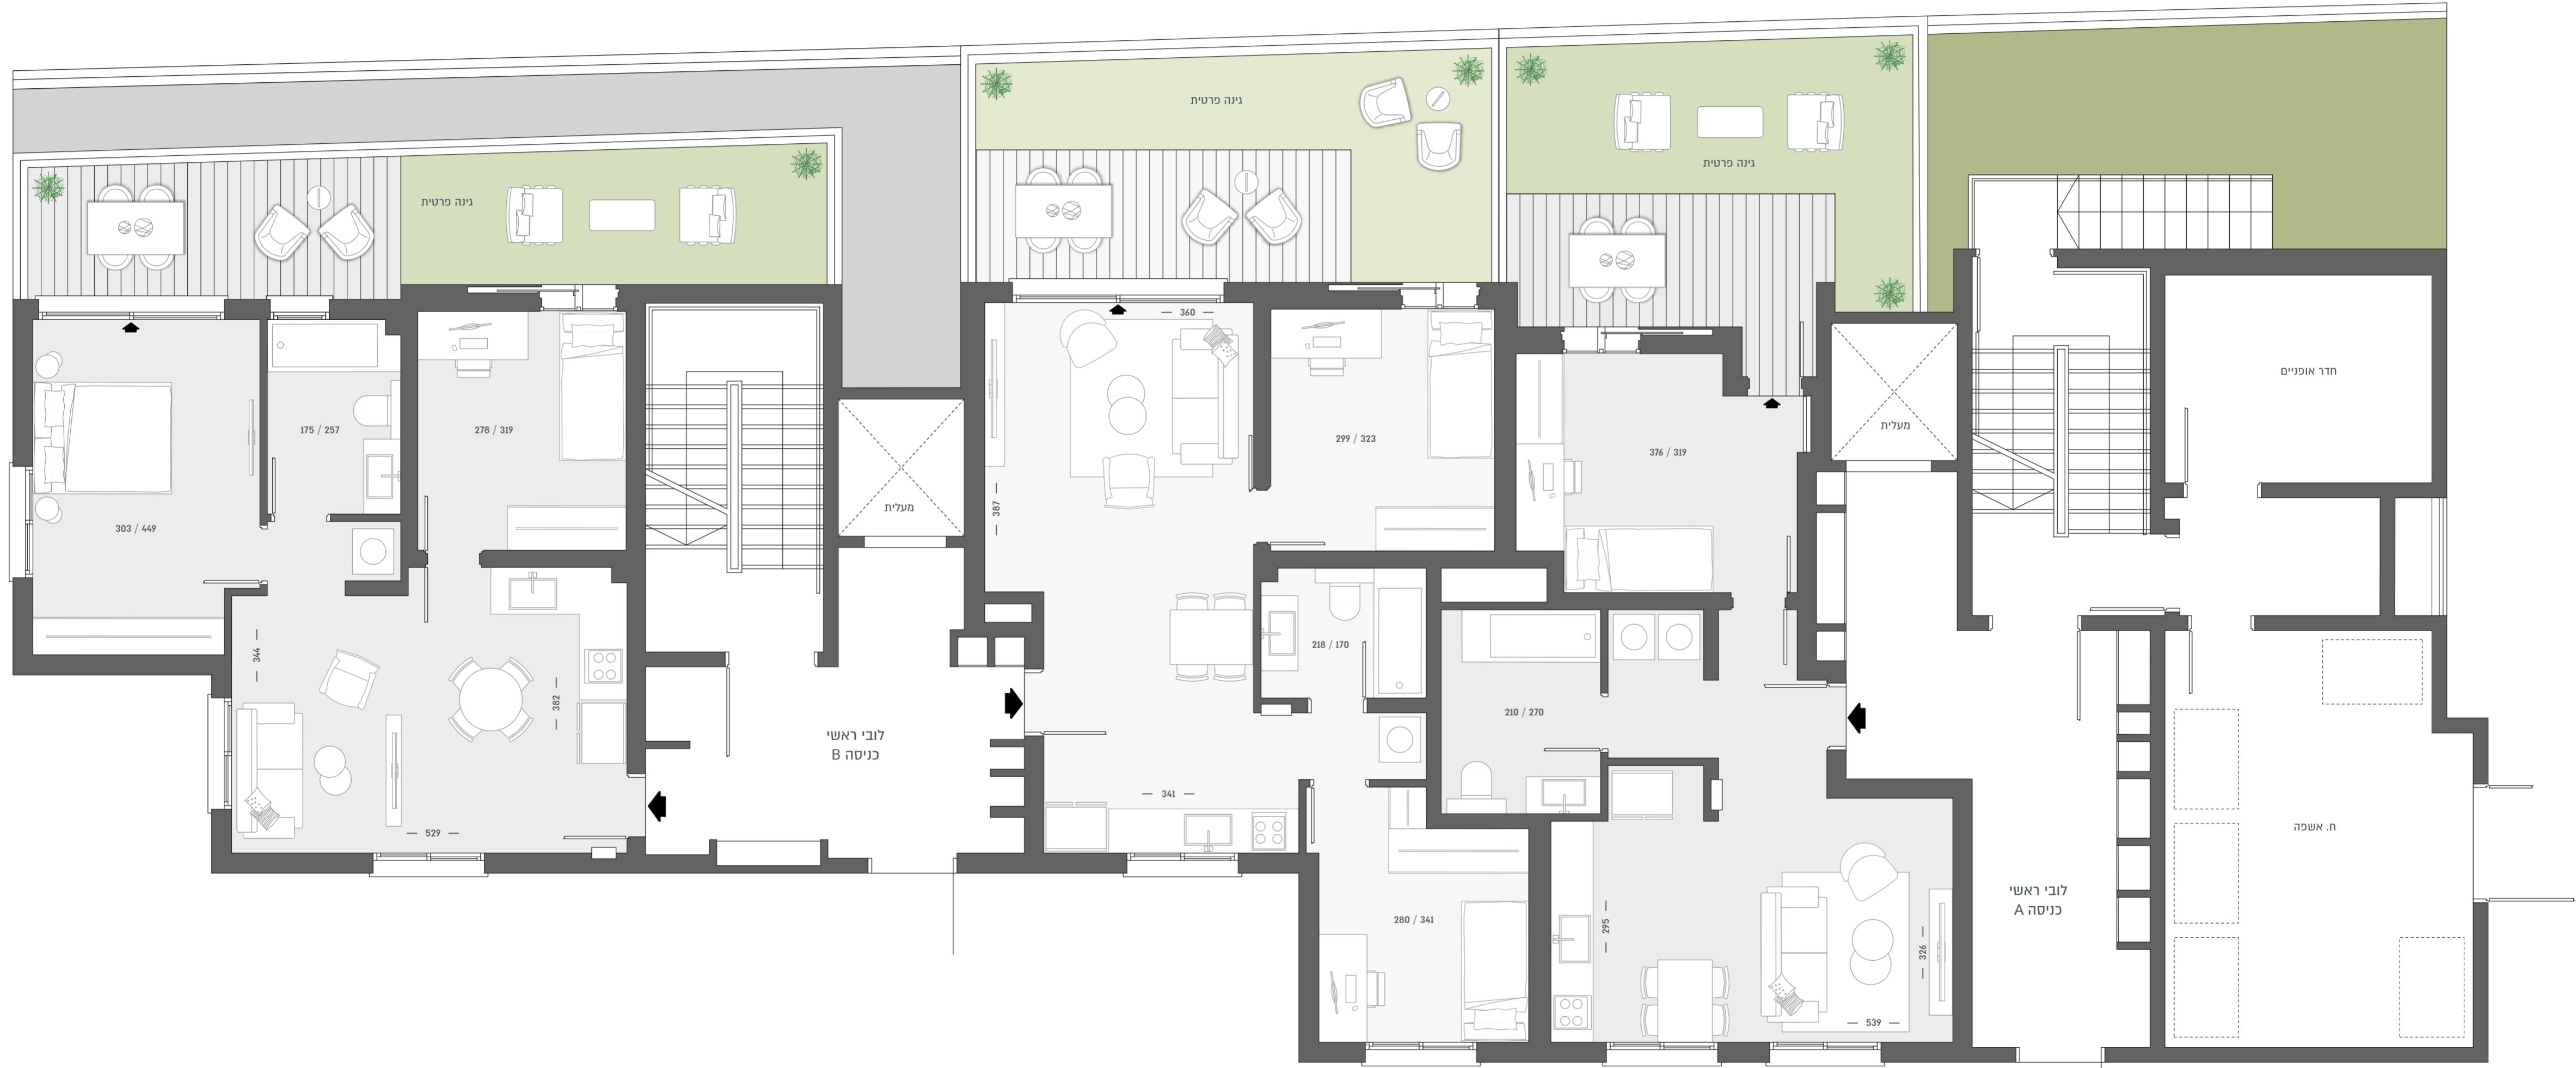 גינה פרטית
גינה פרטית
גינה פרטית
303 / 449
175 / 257
278 / 319
מעלית
344
382
529
לובי ראשי
כניסה B
360
387
299 / 323
218 / 170
341
280 / 341
376 / 319
210 / 270
295
326
539
מעלית
לובי ראשי
כניסה A
חדר אופניים
ח. אשפה